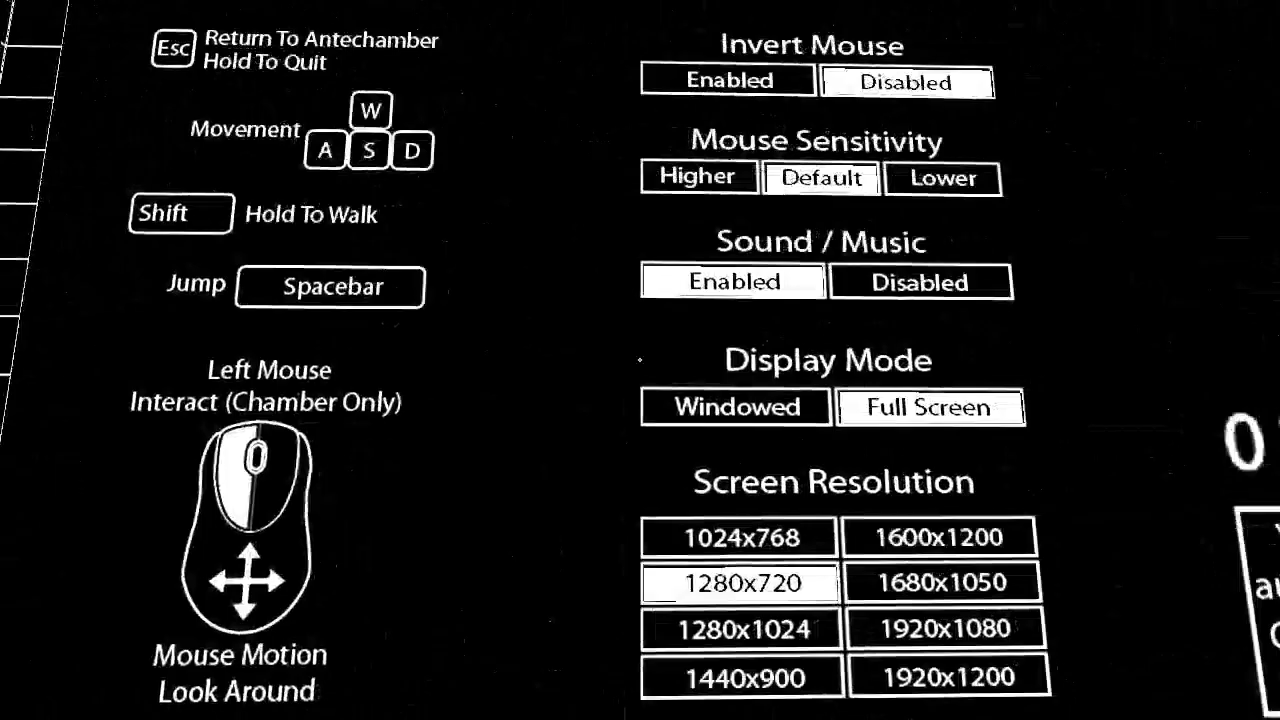 Esc Return To Antechamber
Hold To Quit
W
Movement
A S D
Shift Hold To Walk
Jump Spacebar
Left Mouse
Interact (Chamber Only)
Mouse Motion
Look Around
Invert Mouse
Enabled Disabled
Mouse Sensitivity
Higher Default Lower
Sound / Music
Enabled Disabled
Display Mode
Windowed Full Screen
Screen Resolution
1024x768 1600x1200
1280x720 1680x1050
1280x1024 1920x1080
1440x900 1920x1200
0